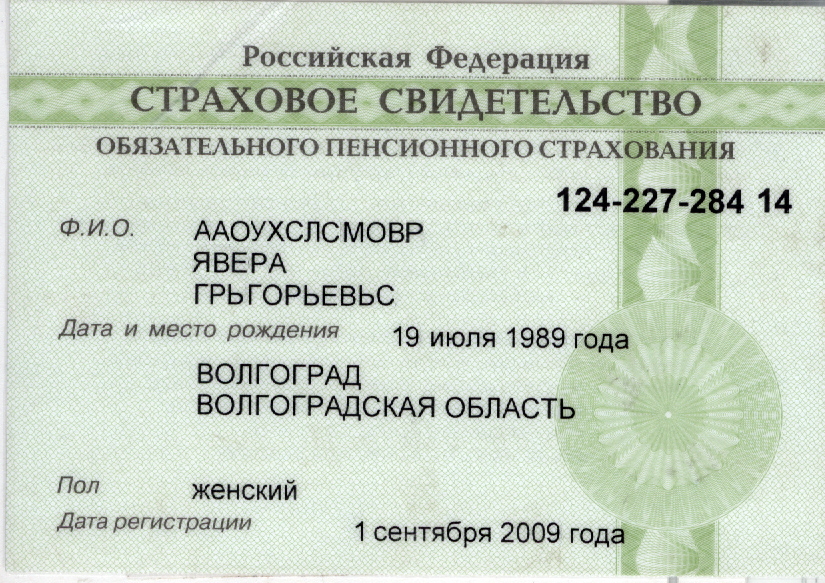 Российская Федерация
СТРАХОВОЕ СВИДЕТЕЛЬСТВО
ОБЯЗАТЕЛЬНОГО ПЕНСИОННОГО СТРАХОВАНИЯ
124-227-284 14
Ф.И.О. ААОУХСЛСМОВР
ЯВЕРА
ГРЬГОРЬЕВЬС
Дата и место рождения 19 июля 1989 года
ВОЛГОГРАД
ВОЛГОГРАДСКАЯ ОБЛАСТЬ
Пол женский
Дата регистрации 1 сентября 2009 года